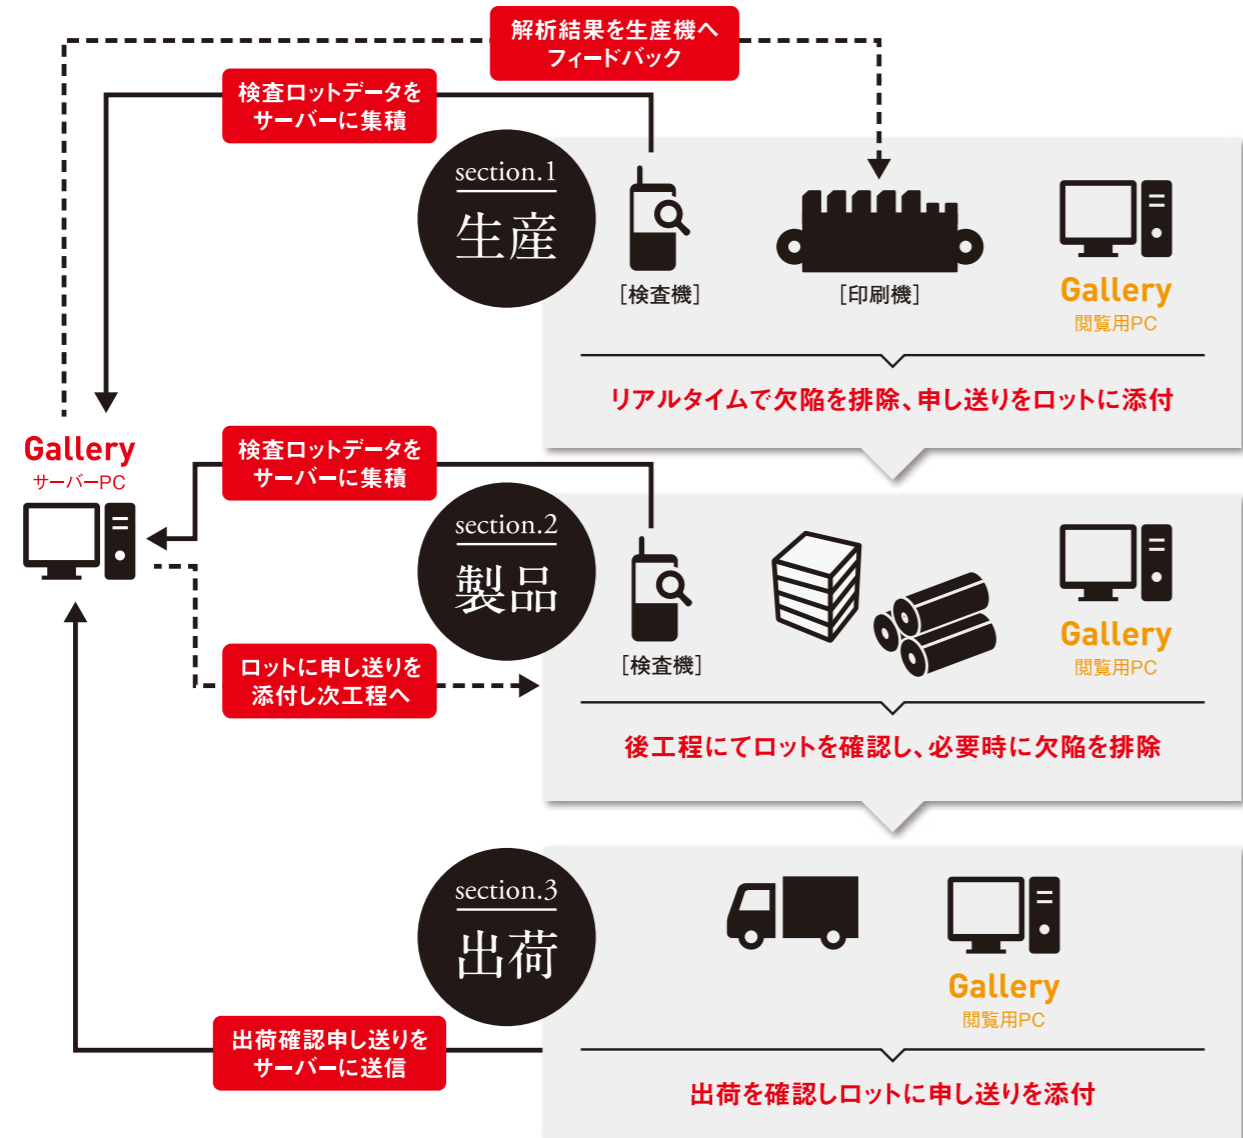 解析結果を生産機へ
フィードバック
検査ロットデータを
サーバーに集積
section.1
生産
[検査機]
[印刷機]
Gallery
閲覧用PC
リアルタイムで欠陥を排除、申し送りをロットに添付
Gallery
サーバーPC
検査ロットデータを
サーバーに集積
section.2
製品
[検査機]
Gallery
閲覧用PC
ロットに申し送りを
添付し次工程へ
後工程にてロットを確認し、必要時に欠陥を排除
section.3
出荷
Gallery
閲覧用PC
出荷確認申し送りを
サーバーに送信
出荷を確認しロットに申し送りを添付